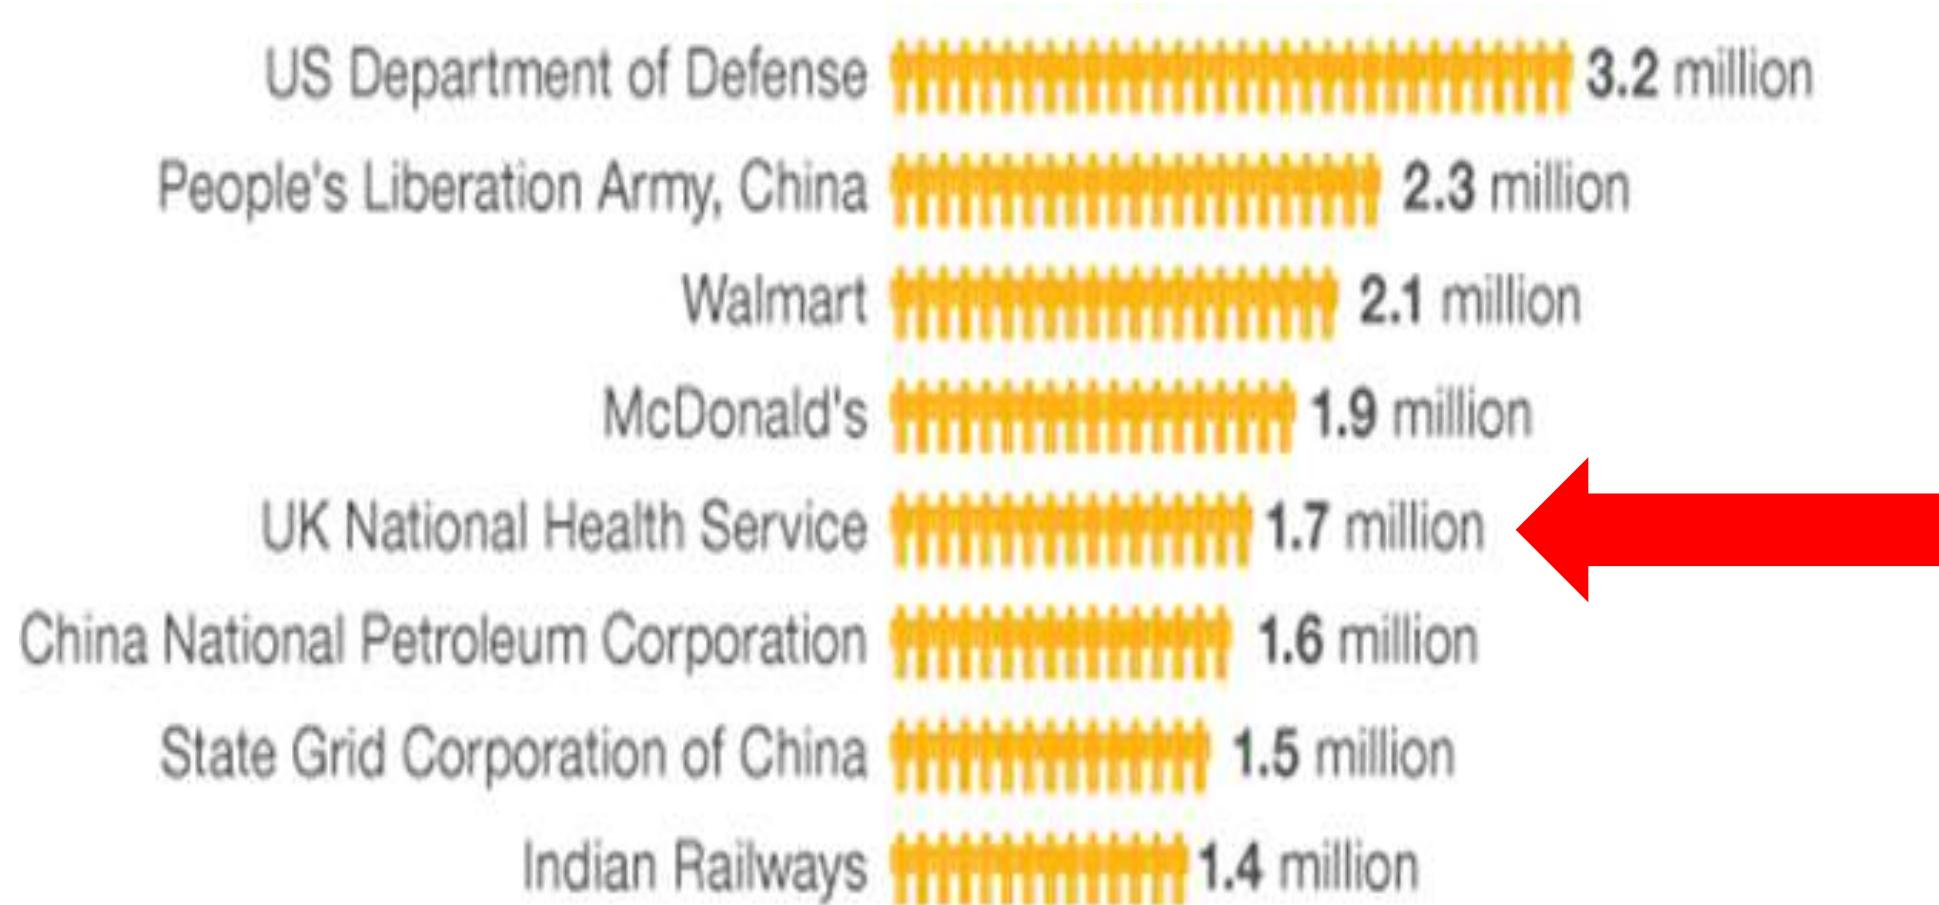 US Department of Defense 3.2 million
People's Liberation Army, China 2.3 million
Walmart 2.1 million
McDonald's 1.9 million
UK National Health Service 1.7 million
China National Petroleum Corporation 1.6 million
State Grid Corporation of China 1.5 million
Indian Railways 1.4 million